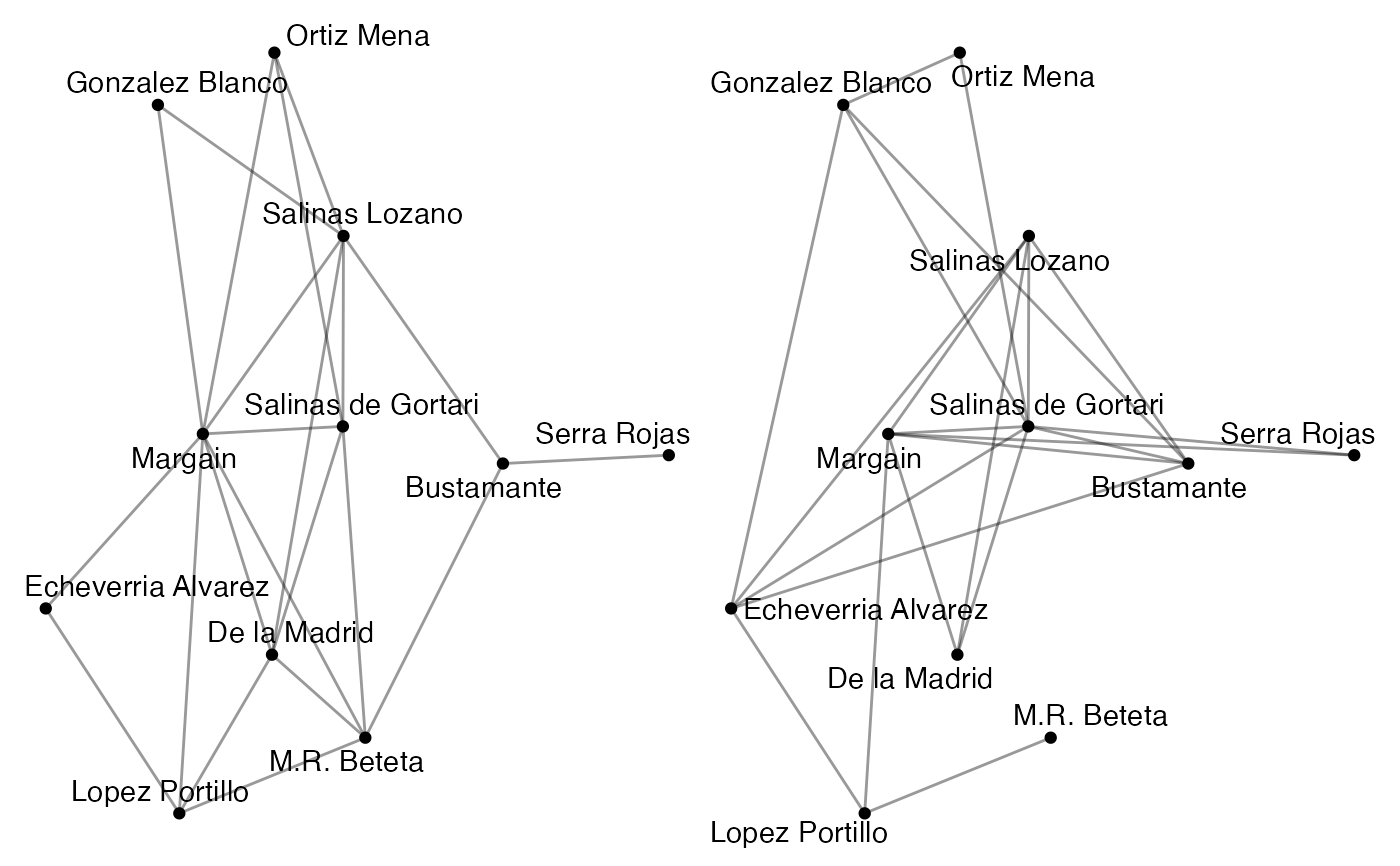 Ortiz Mena
Gonzalez Blanco
Salinas Lozano
Salinas de Gortari
Serra Rojas
Margain
Bustamante
Echeverria Alvarez
De la Madrid
M.R. Beteta
Lopez Portillo
Gonzalez Blanco
Ortiz Mena
Salinas Lozano
Salinas de Gortari
Serra Rojas
Margain
Bustamante
Echeverria Alvarez
De la Madrid
M.R. Beteta
Lopez Portillo